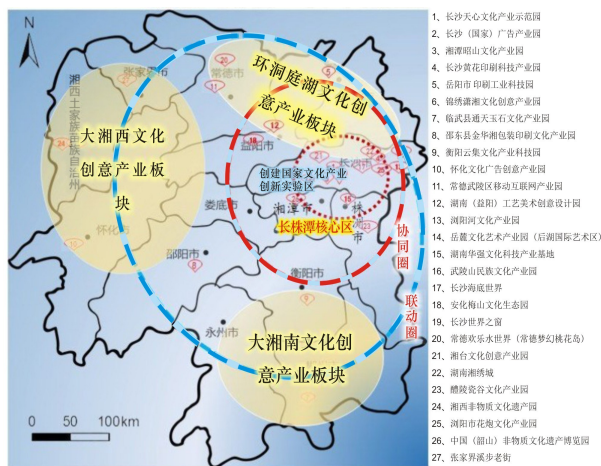 N
张家界市
常德市
环洞庭湖文化创
意产业板块
湘西土家族苗族自治州
大湘西文化
创意产业板
块
益阳市
长沙市
创建国家文化产业
创新实验区
娄底市
湘潭市
株洲市
长株潭核心区
怀化市
邵阳市
衡阳市
协同圈
联动圈
永州市
大湘南文化创
意产业板块
0 50 100km
1、长沙天心文化产业示范园
2、长沙（国家）广告产业园
3、湘潭昭山文化产业园
4、长沙黄花印刷科技产业园
5、岳阳市 印刷工业科技园
6、锦绣潇湘文化创意产业园
7、临武县通天玉石文化产业园
8、邵东县金华湘包装印刷文化产业园
9、衡阳云集文化产业科技园
10、怀化文化广告创意产业园
11、常德武陵区移动互联网产业园
12、湖南（益阳）工艺美术创意设计园
13、浏阳河文化产业园
14、岳麓文化艺术产业园（后湖国际艺术区）
15、湖南华强文化科技产业基地
16、武陵山民族文化产业园
17、长沙海底世界
18、安化梅山文化生态园
19、长沙世界之窗
20、常德欢乐水世界（常德梦幻桃花岛）
21、湘台文化创意产业园
22、湖南湘绣城
23、醴陵瓷谷文化产业园
24、湘西非物质文化遗产园
25、浏阳市花炮文化产业园
26、中国（韶山）非物质文化遗产博览园
27、张家界溪步老街